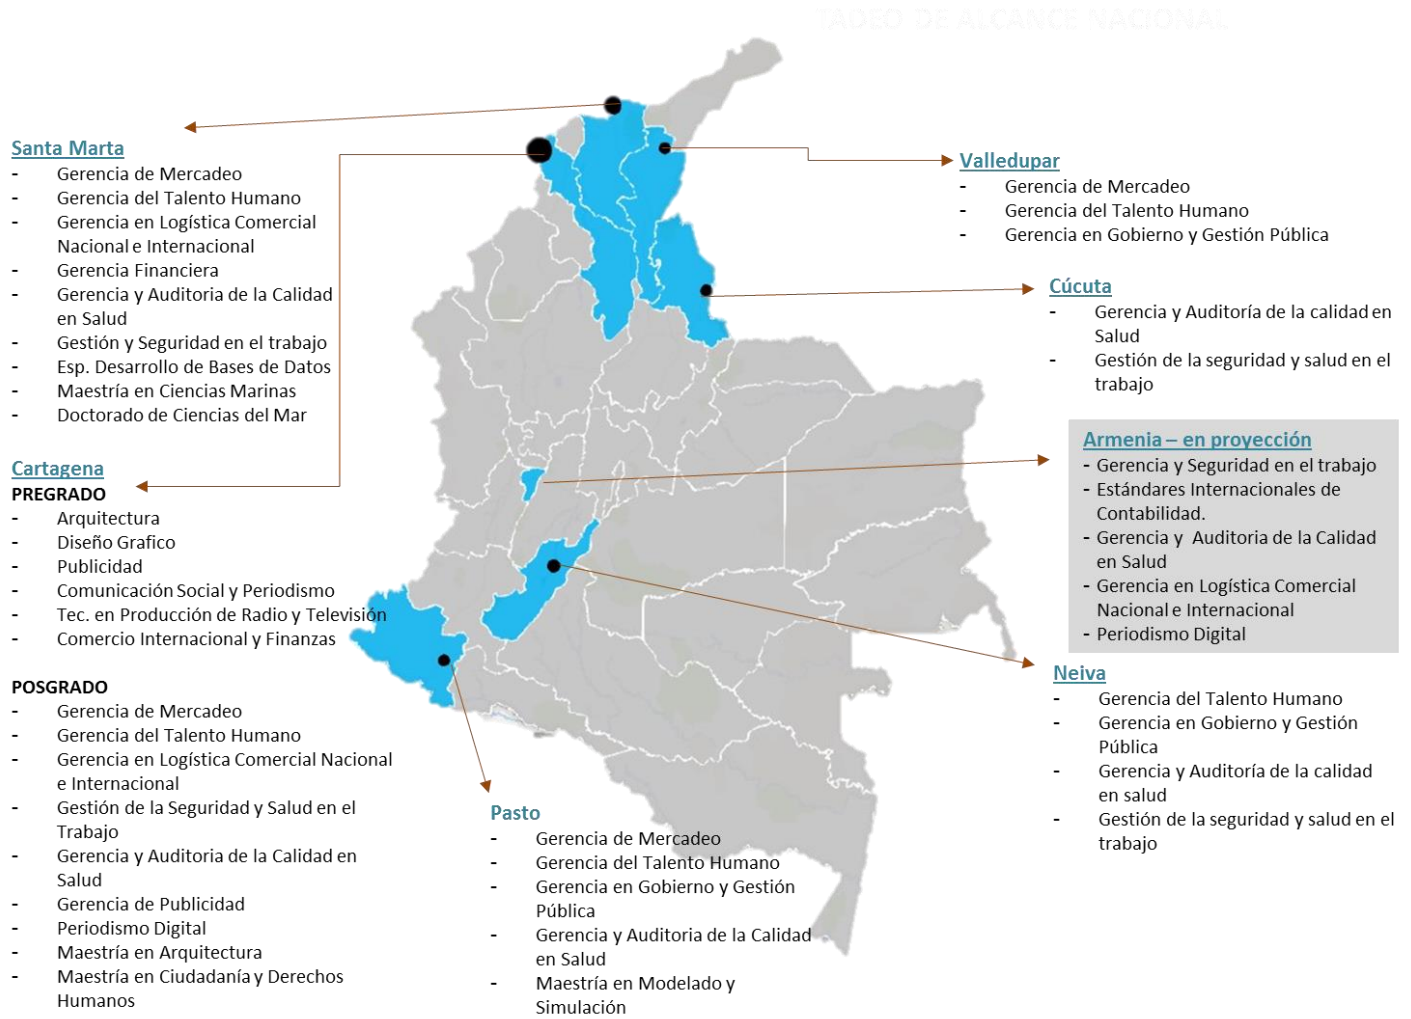 TADEO DE ALCANCE NACIONAL
Santa Marta
- Gerencia de Mercadeo
- Gerencia del Talento Humano
- Gerencia en Logística Comercial
Nacional e Internacional
- Gerencia Financiera
- Gerencia y Auditoria de la Calidad
en Salud
- Gestión y Seguridad en el trabajo
- Esp. Desarrollo de Bases de Datos
- Maestría en Ciencias Marinas
- Doctorado de Ciencias del Mar
Cartagena
PREGRADO
- Arquitectura
- Diseño Grafico
- Publicidad
- Comunicación Social y Periodismo
- Tec. en Producción de Radio y Televisión
- Comercio Internacional y Finanzas
POSGRADO
- Gerencia de Mercadeo
- Gerencia del Talento Humano
- Gerencia en Logística Comercial Nacional
e Internacional
- Gestión de la Seguridad y Salud en el
Trabajo
- Gerencia y Auditoria de la Calidad en
Salud
- Gerencia de Publicidad
- Periodismo Digital
- Maestría en Arquitectura
- Maestría en Ciudadanía y Derechos
Humanos
Pasto
- Gerencia de Mercadeo
- Gerencia del Talento Humano
- Gerencia en Gobierno y Gestión
Pública
- Gerencia y Auditoria de la Calidad
en Salud
- Maestría en Modelado y
Simulación
Valledupar
- Gerencia de Mercadeo
- Gerencia del Talento Humano
- Gerencia en Gobierno y Gestión Pública
Cúcuta
- Gerencia y Auditoría de la calidad en
Salud
- Gestión de la seguridad y salud en el
trabajo
Armenia – en proyección
- Gerencia y Seguridad en el trabajo
- Estándares Internacionales de
Contabilidad.
- Gerencia y Auditoria de la Calidad
en Salud
- Gerencia en Logística Comercial
Nacional e Internacional
- Periodismo Digital
Neiva
- Gerencia del Talento Humano
- Gerencia en Gobierno y Gestión
Pública
- Gerencia y Auditoría de la calidad
en salud
- Gestión de la seguridad y salud en el
trabajo